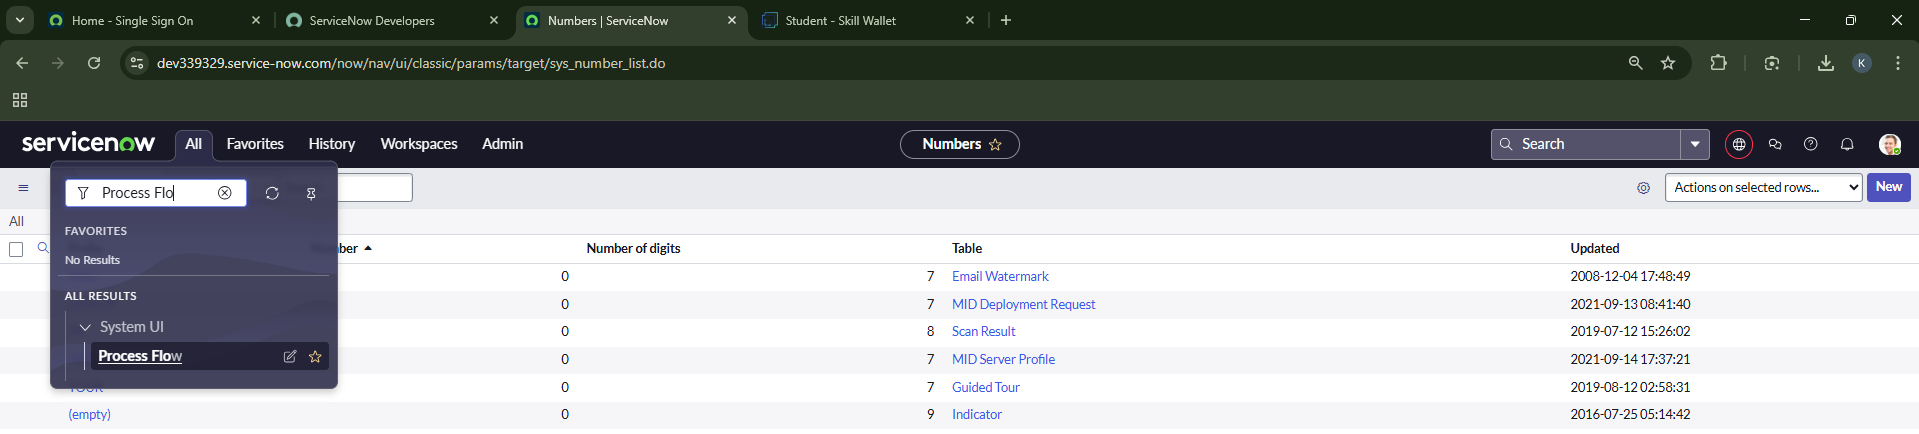 Home - Single Sign On
ServiceNow Developers
Numbers | ServiceNow
Student - Skill Wallet
dev339329.service-now.com/now/nav/ui/classic/params/target/sys_number_list.do
K
servicenow All Favorites History Workspaces Admin
Numbers
Search
Process Flo
Actions on selected rows...
New
All
FAVORITES
No Results
ALL RESULTS
System UI
Process Flow
Number of digits Table Updated
0 7 Email Watermark 2008-12-04 17:48:49
0 7 MID Deployment Request 2021-09-13 08:41:40
0 8 Scan Result 2019-07-12 15:26:02
0 7 MID Server Profile 2021-09-14 17:37:21
0 7 Guided Tour 2019-08-12 02:58:31
(empty) 0 9 Indicator 2016-07-25 05:14:42